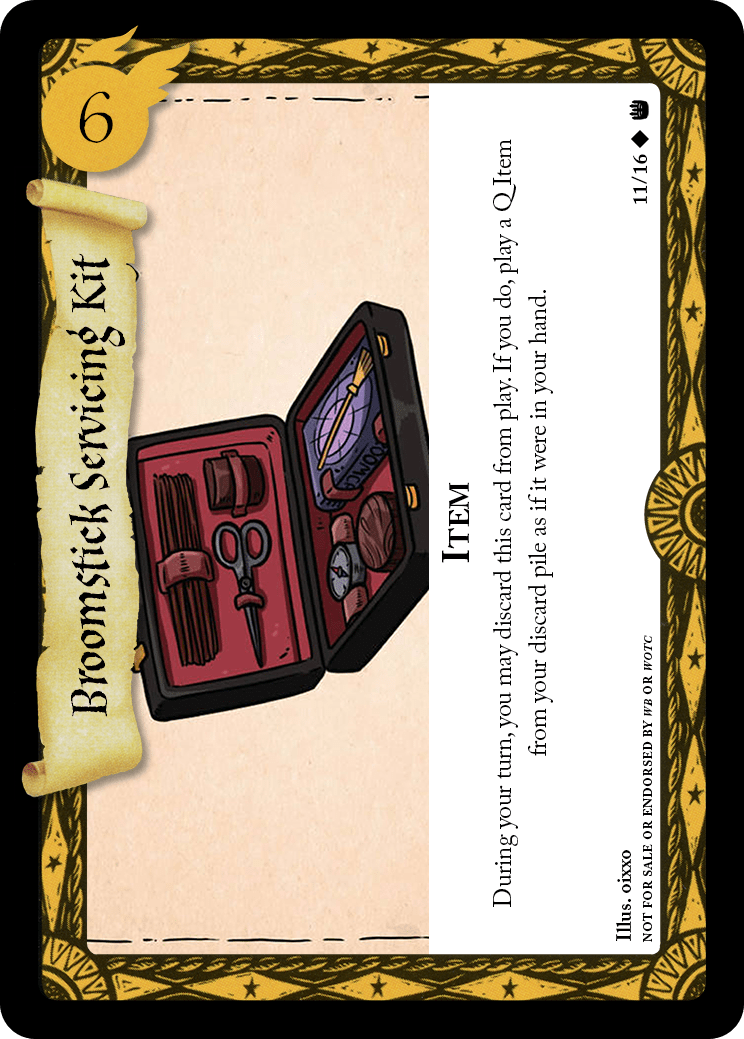 6
Broomstick Servicing Kit
ITEM
During your turn, you may discard this card from play. If you do, play a Q Item
from your discard pile as if it were in your hand.
Illus. oixxo
NOT FOR SALE OR ENDORSED BY WB OR WOTC
11/16